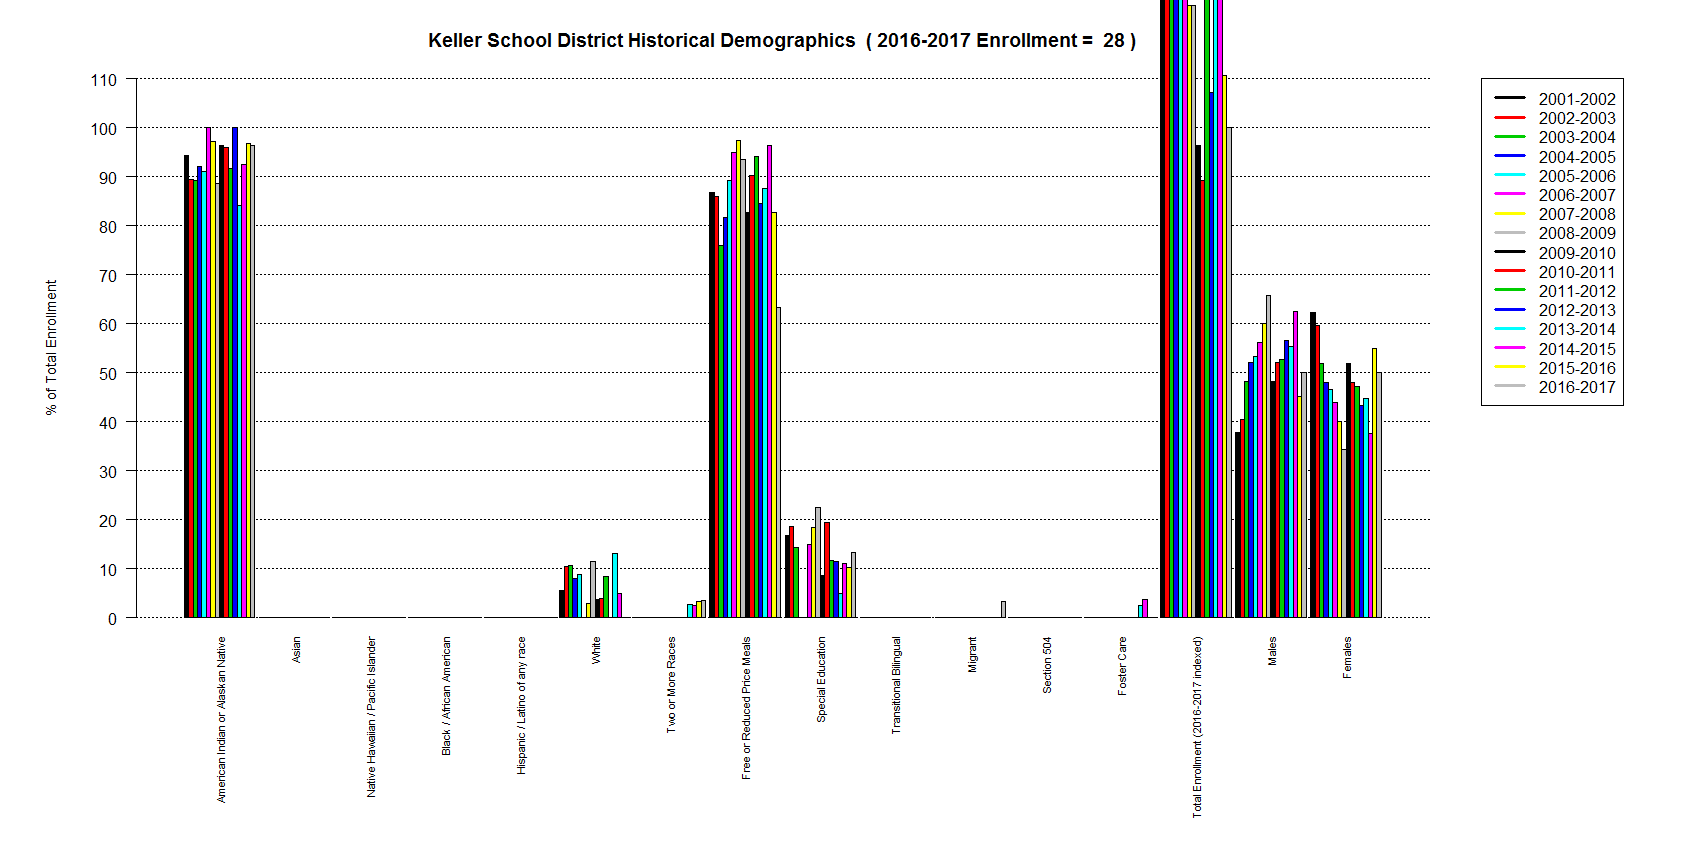 Keller School District Historical Demographics ( 2016-2017 Enrollment = 28 )
% of Total Enrollment
110
100
90
80
70
60
50
40
30
20
10
0
American Indian or Alaskan Native
Asian
Native Hawaiian / Pacific Islander
Black / African American
Hispanic / Latino of any race
White
Two or More Races
Free or Reduced Price Meals
Special Education
Transitional Bilingual
Migrant
Section 504
Foster Care
Total Enrollment (2016-2017 indexed)
Males
Females
2001-2002
2002-2003
2003-2004
2004-2005
2005-2006
2006-2007
2007-2008
2008-2009
2009-2010
2010-2011
2011-2012
2012-2013
2013-2014
2014-2015
2015-2016
2016-2017